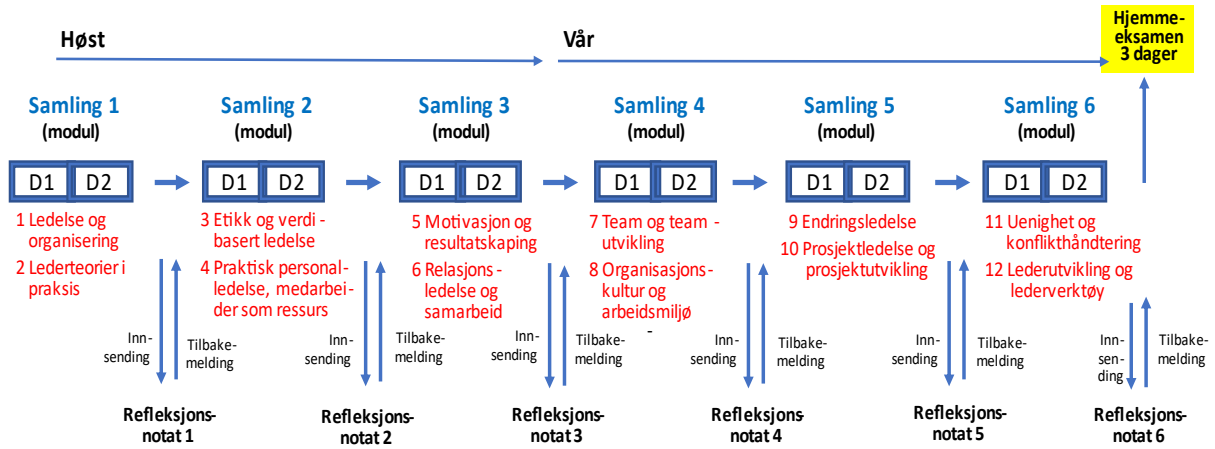 Høst
Vår
Hjemme-
eksamen
3 dager
Samling 1
(modul)
D1 D2
1 Ledelse og
organisering
2 Lederteorier i
praksis
Samling 2
(modul)
D1 D2
3 Etikk og verdi -
basert ledelse
4 Praktisk personal-
ledelse, medarbei-
der som ressurs
Samling 3
(modul)
D1 D2
5 Motivasjon og
resultatskaping
6 Relasjons -
ledelse og
samarbeid
Samling 4
(modul)
D1 D2
7 Team og team -
utvikling
8 Organisasjons-
kultur og
arbeidsmiljø
-
Samling 5
(modul)
D1 D2
9 Endringsledelse
10 Prosjektledelse og
prosjektutvikling
Samling 6
(modul)
D1 D2
11 Uenighet og
konflikthåndtering
12 Lederutvikling og
lederverktøy
Inn-
sending
Tilbake-
melding
Refleksjons-
notat 1
Inn-
sending
Tilbake-
melding
Refleksjons-
notat 2
Inn-
sending
Tilbake-
melding
Refleksjons-
notat 3
Inn-
sending
Tilbake-
melding
Refleksjons-
notat 4
Inn-
sending
Tilbake-
melding
Refleksjons-
notat 5
Inn-
sen-
ding
Tilbake-
melding
Refleksjons-
notat 6